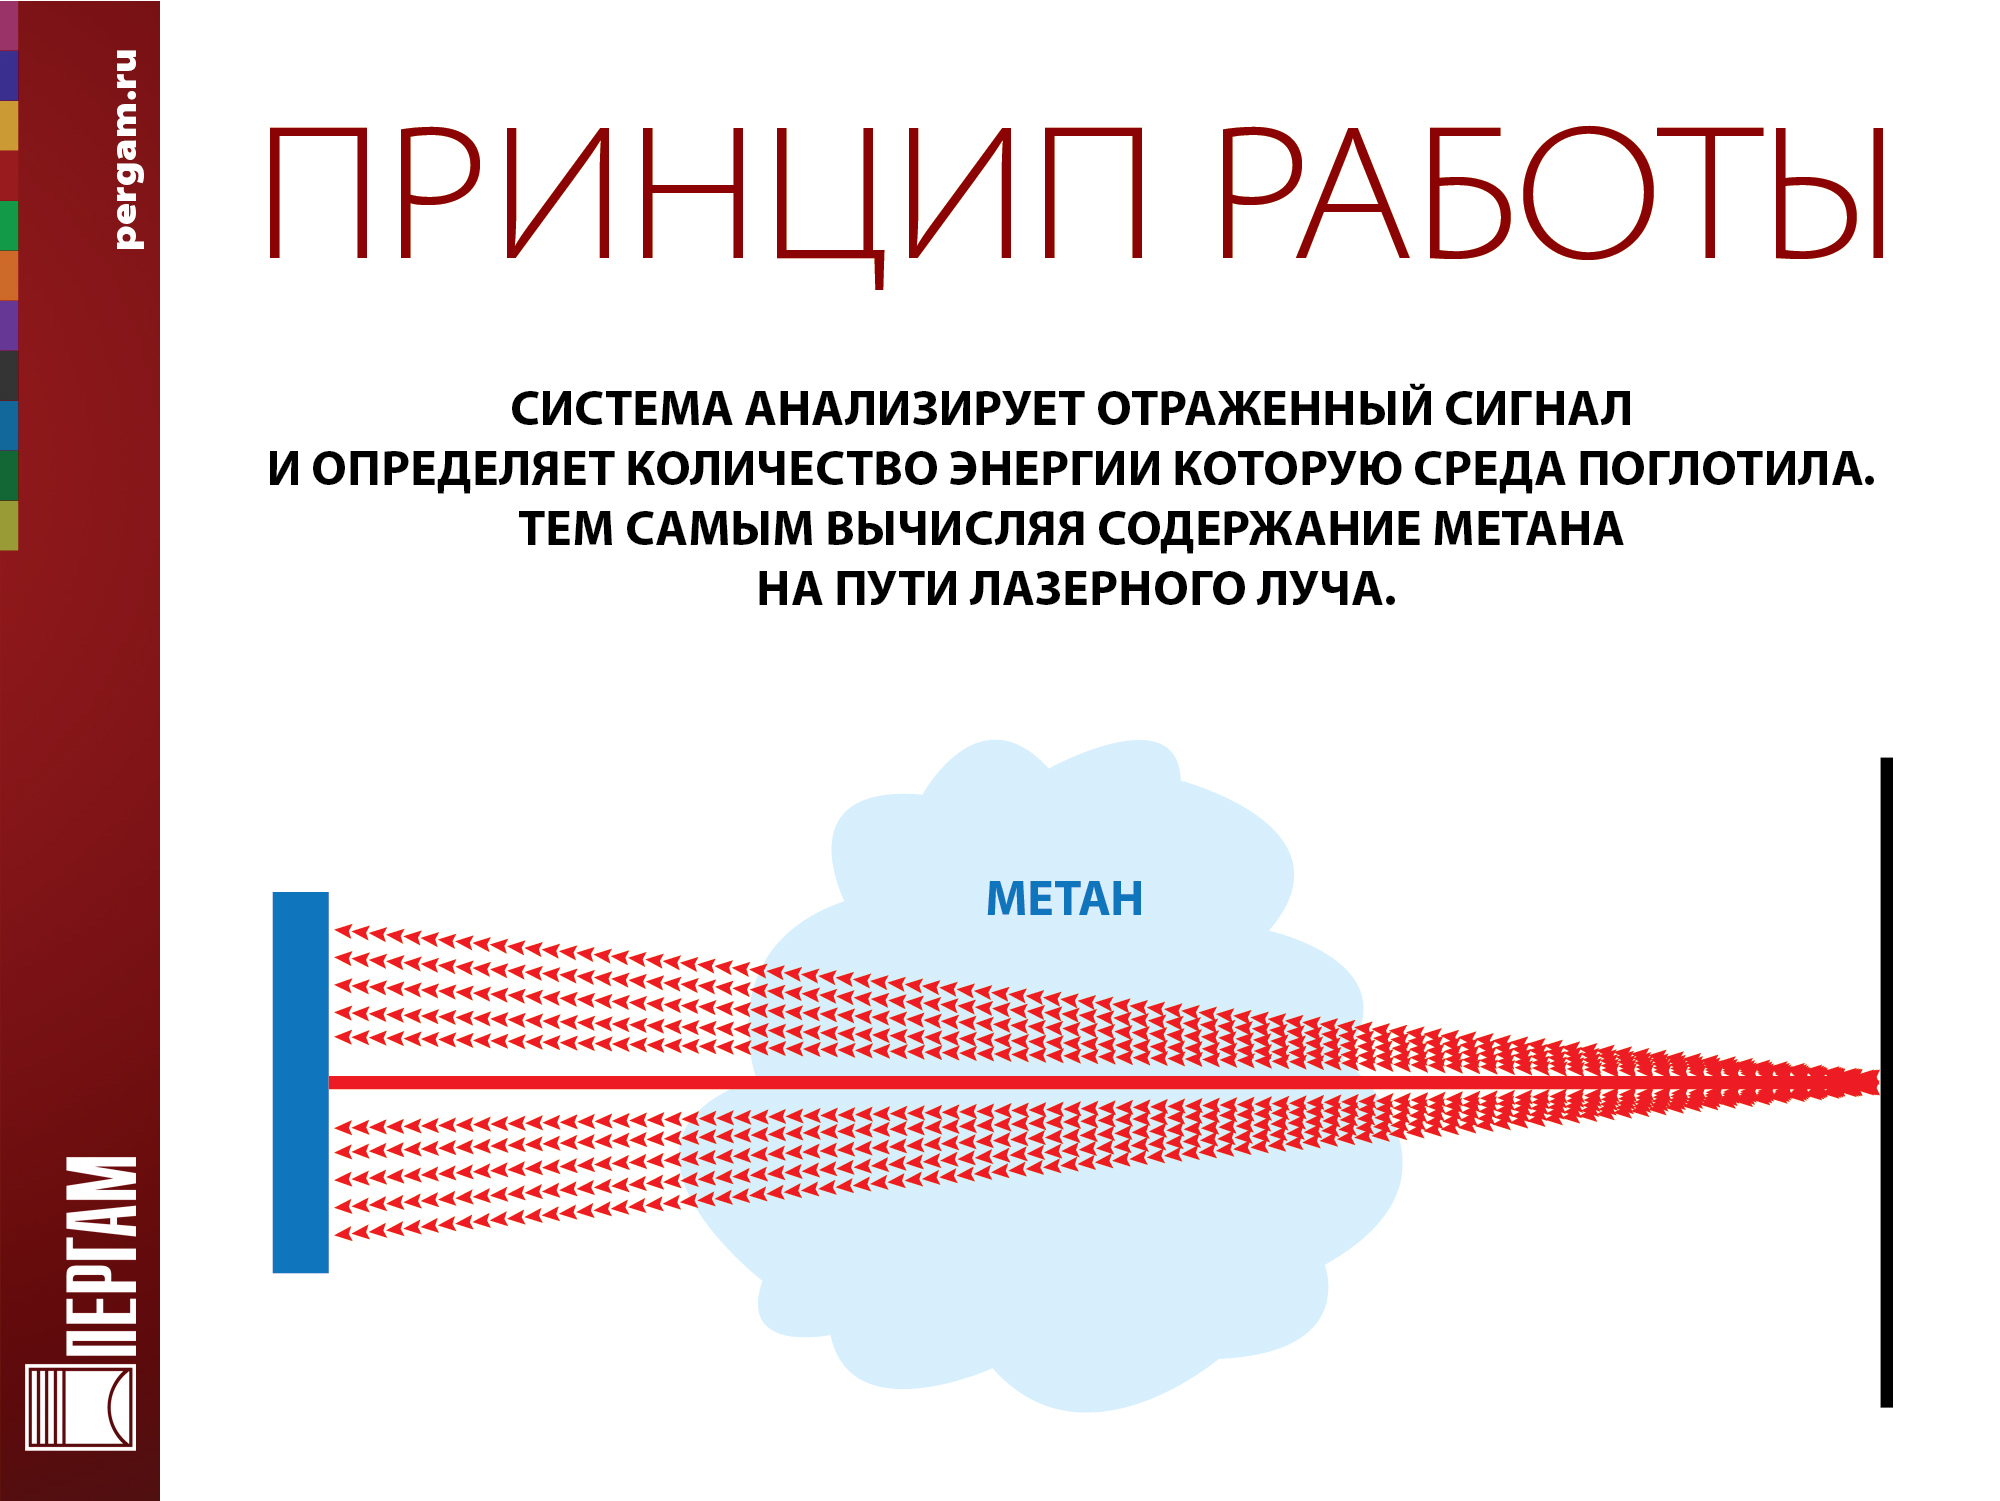 pergam.ru
ПРИНЦИП РАБОТЫ
СИСТЕМА АНАЛИЗИРУЕТ ОТРАЖЕННЫЙ СИГНАЛ
И ОПРЕДЕЛЯЕТ КОЛИЧЕСТВО ЭНЕРГИИ КОТОРУЮ СРЕДА ПОГЛОТИЛА.
ТЕМ САМЫМ ВЫЧИСЛЯЯ СОДЕРЖАНИЕ МЕТАНА
НА ПУТИ ЛАЗЕРНОГО ЛУЧА.
МЕТАН
ПЕРГАМ